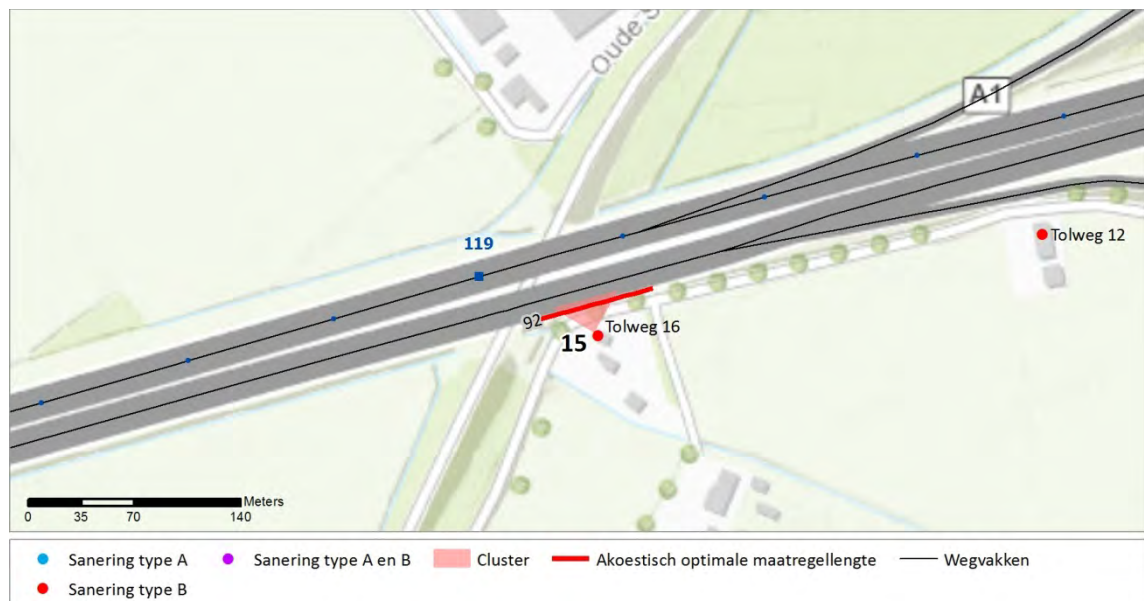 Oude S
A1
119
Tolweg 12
92
Tolweg 16
15
Meters
0 35 70 140
Sanering type A
Sanering type A en B
Cluster
Akoestisch optimale maatregellengte
Wegvakken
Sanering type B